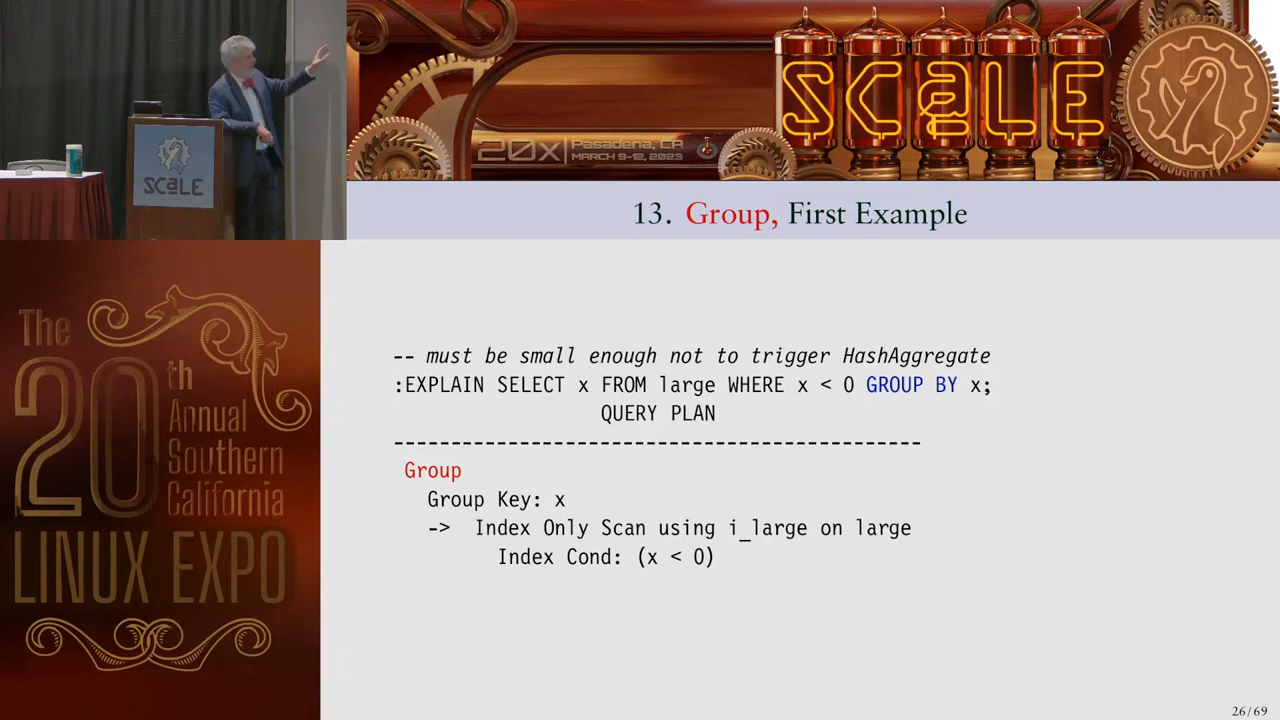 SCaLE
20x Pasadena, CA
MARCH 9-12, 2023
SCaLE
13. Group, First Example
The
20th
Annual
Southern
California
LINUX EXPO
-- must be small enough not to trigger HashAggregate
:EXPLAIN SELECT x FROM large WHERE x < 0 GROUP BY x;
QUERY PLAN
----------------------------------------------
Group
Group Key: x
-> Index Only Scan using i_large on large
Index Cond: (x < 0)
26/69